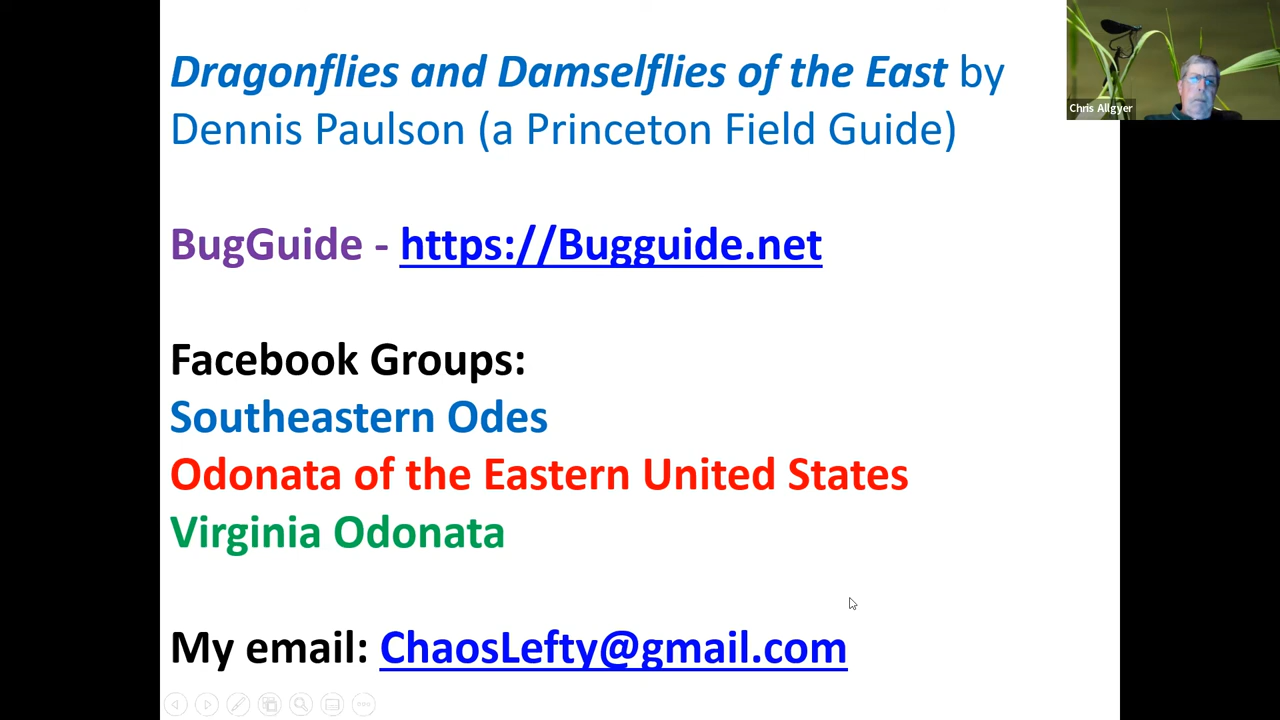 Dragonflies and Damselflies of the East by
Dennis Paulson (a Princeton Field Guide)
BugGuide - https://Bugguide.net
Facebook Groups:
Southeastern Odes
Odonata of the Eastern United States
Virginia Odonata
My email: ChaosLefty@gmail.com
Chris Allgyer